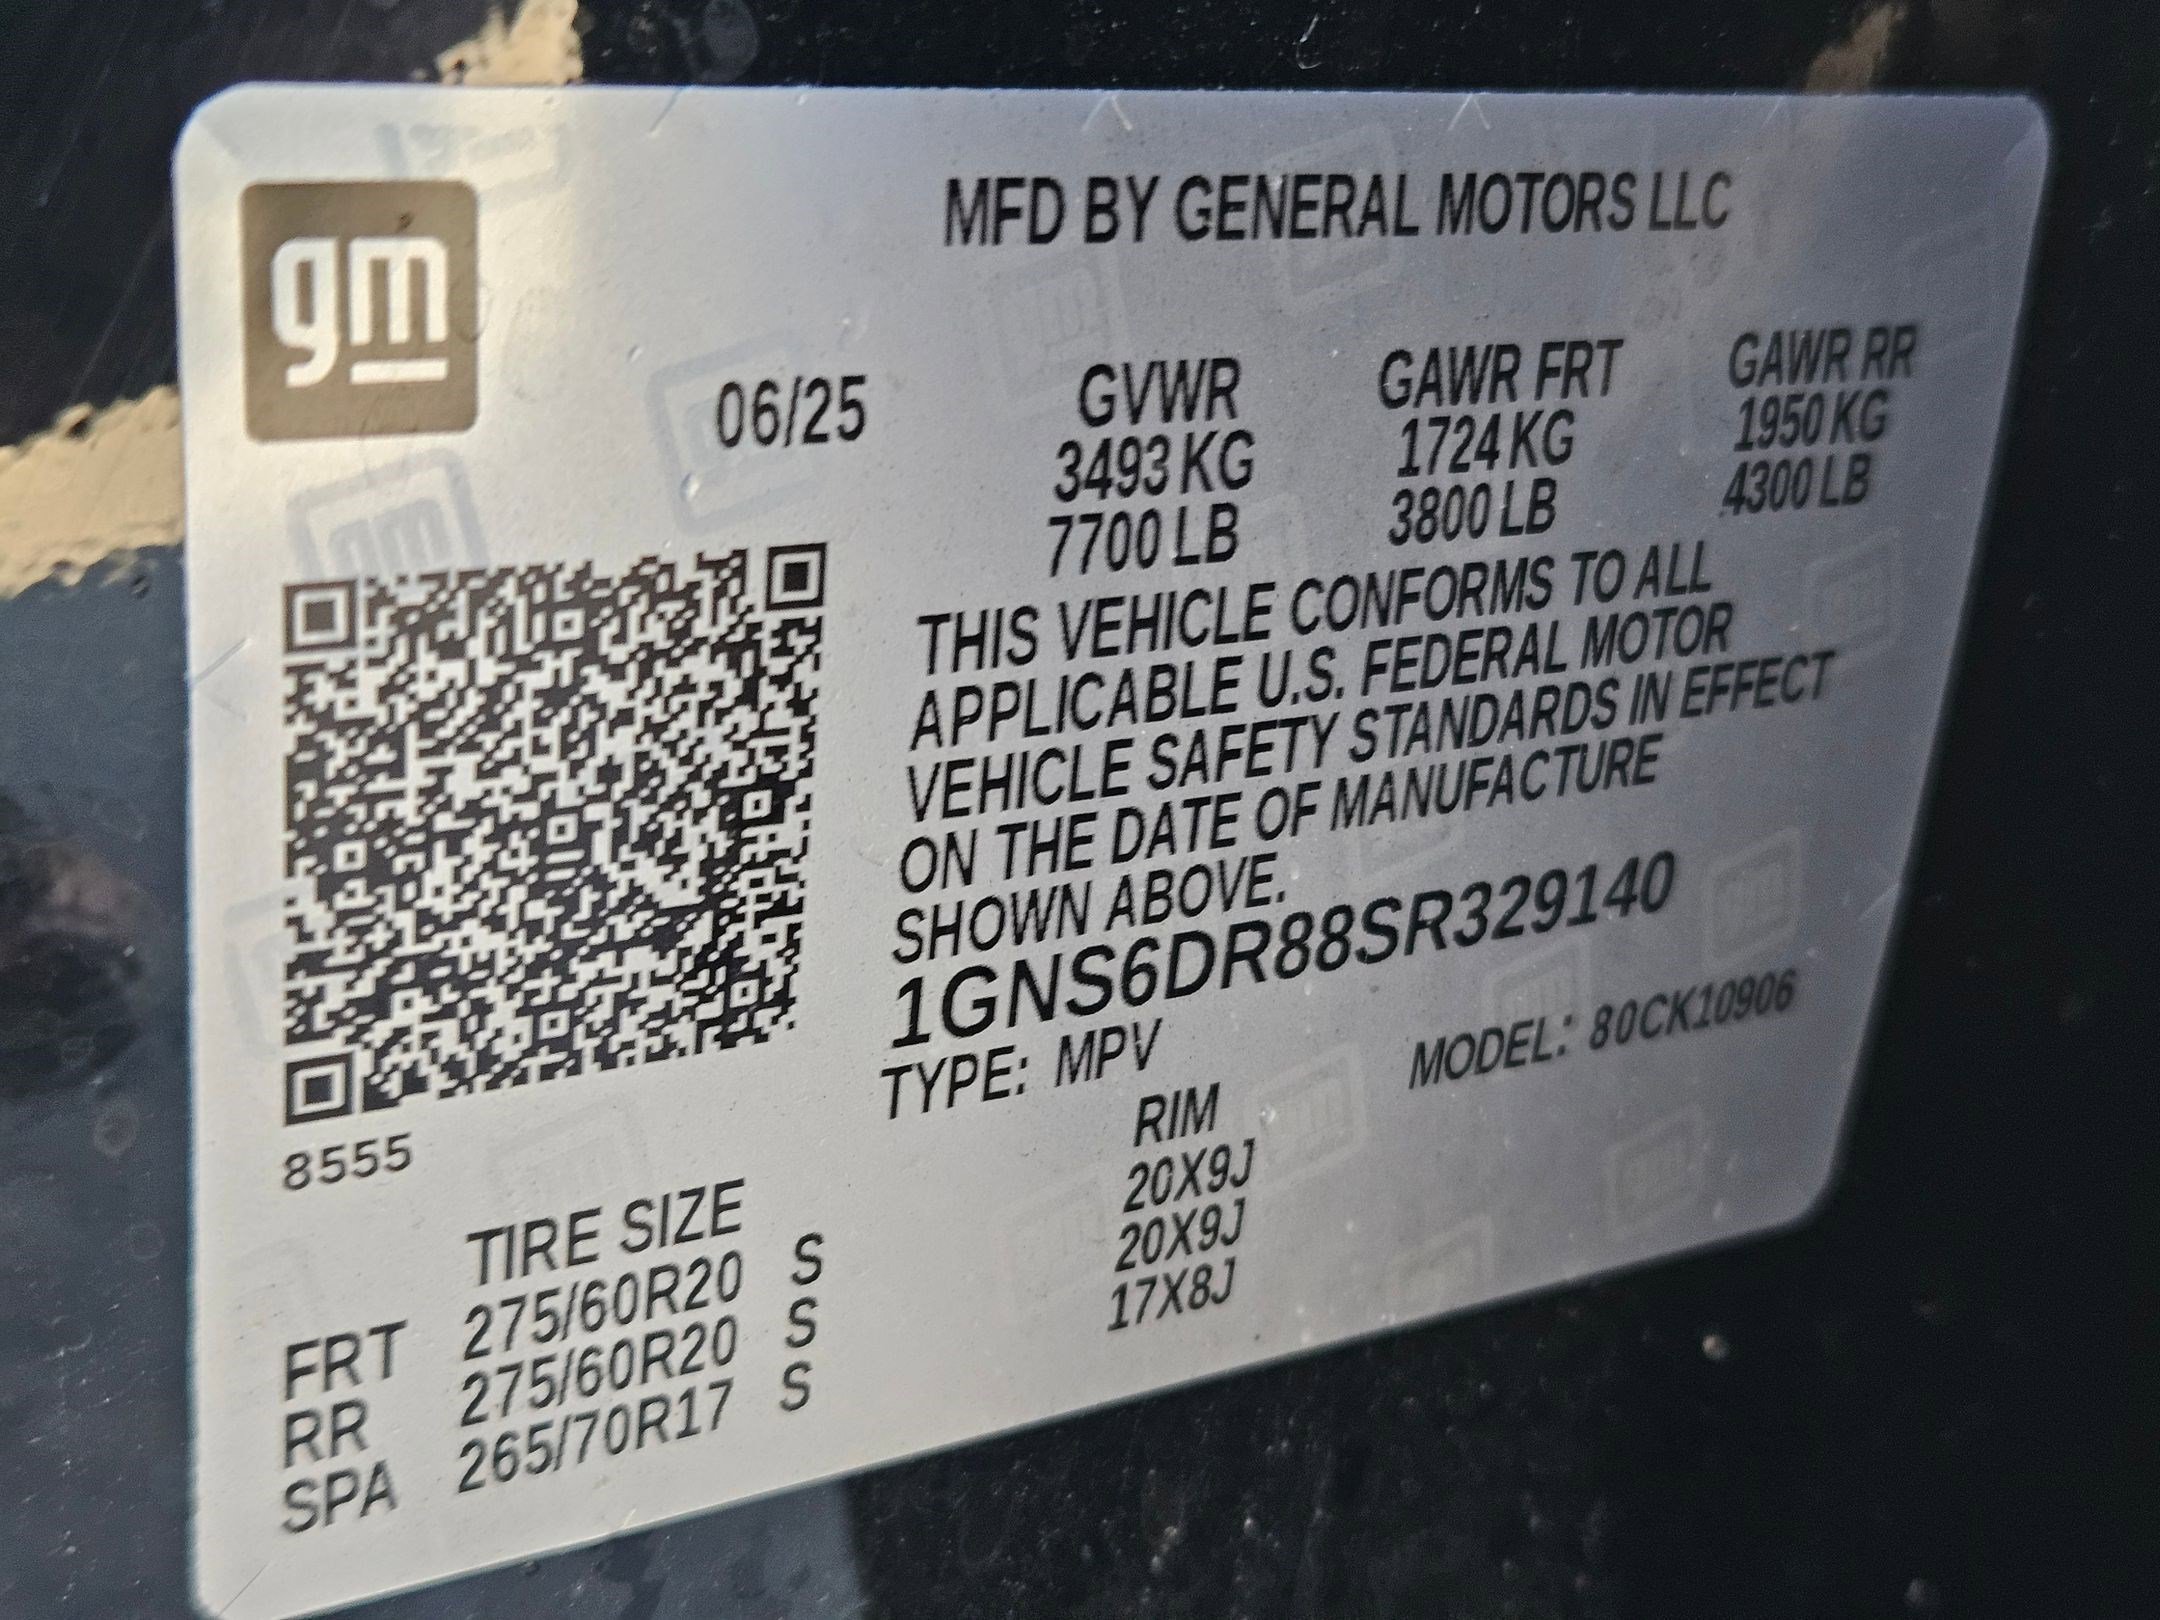 gm
MFD BY GENERAL MOTORS LLC
06/25
GVWR GAWR FRT GAWR RR
3493 KG 1724 KG 1950 KG
7700 LB 3800 LB 4300 LB
THIS VEHICLE CONFORMS TO ALL
APPLICABLE U.S. FEDERAL MOTOR
VEHICLE SAFETY STANDARDS IN EFFECT
ON THE DATE OF MANUFACTURE
SHOWN ABOVE.
1GNS6DR88SR329140
TYPE: MPV MODEL: 80CK10906
8555
TIRE SIZE RIM
FRT 275/60R20 S 20X9J
RR 275/60R20 S 20X9J
SPA 265/70R17 S 17X8J